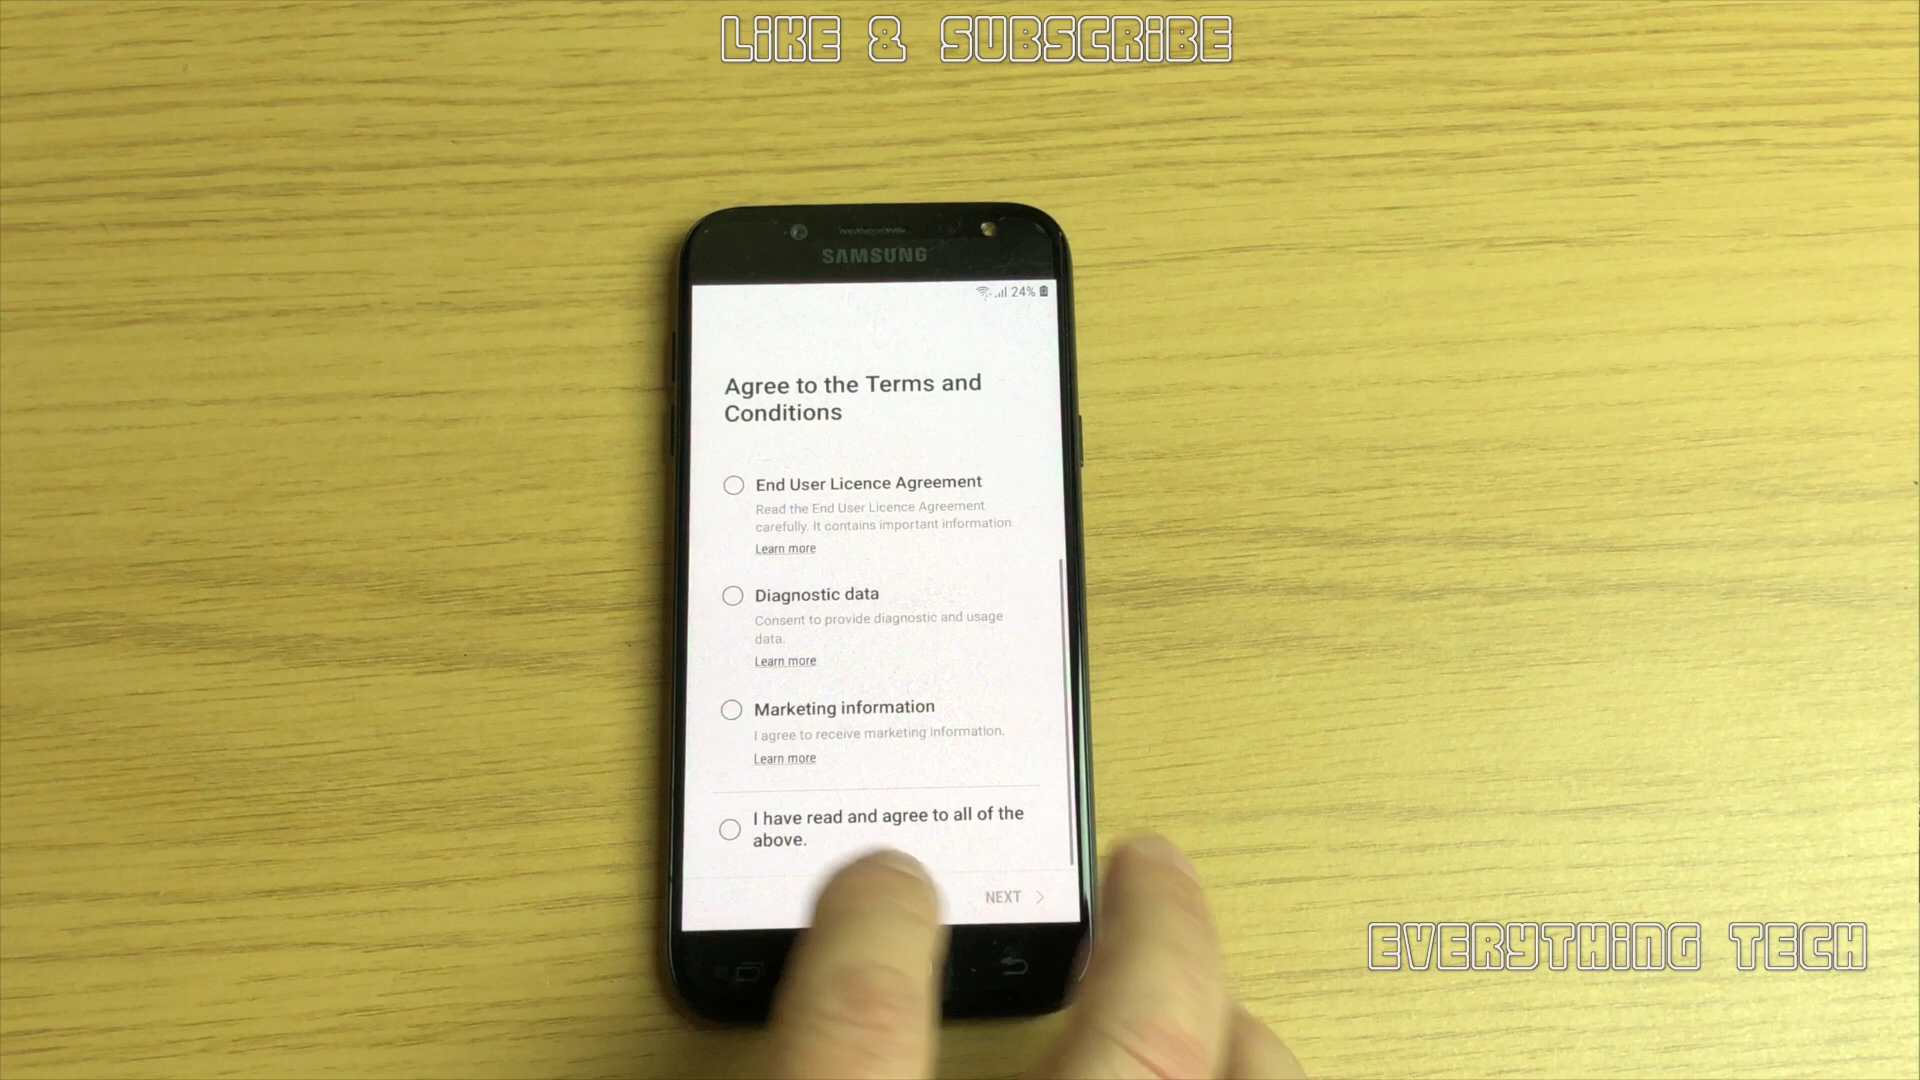 LIKE & SUBSCRIBE
SAMSUNG
24%
Agree to the Terms and
Conditions
End User Licence Agreement
Read the End User Licence Agreement
carefully. It contains important information.
Learn more
Diagnostic data
Consent to provide diagnostic and usage
data.
Learn more
Marketing information
I agree to receive marketing information.
Learn more
I have read and agree to all of the
above.
NEXT
EVERYTHING TECH